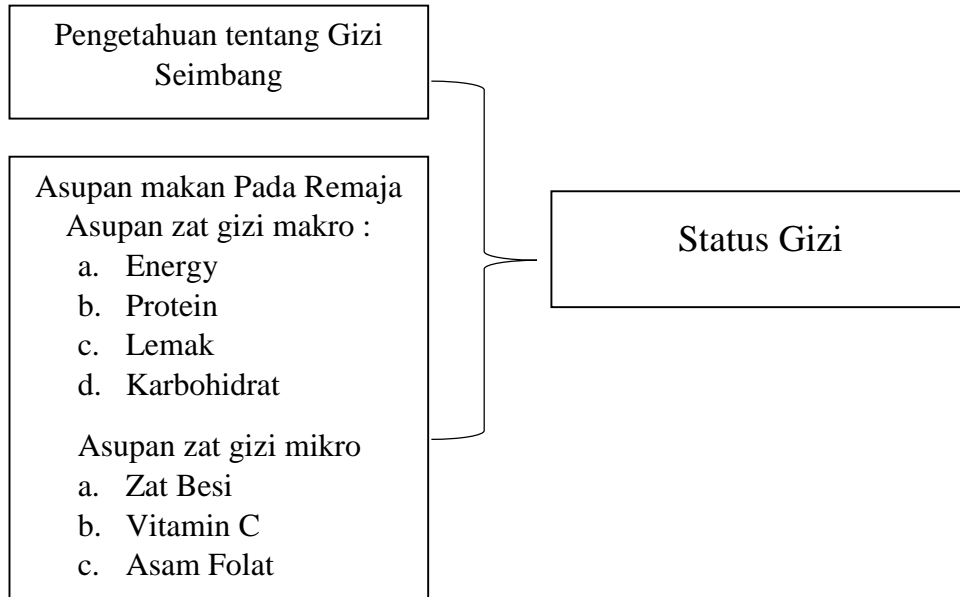 Pengetahuan tentang Gizi
Seimbang
Asupan makan Pada Remaja
Asupan zat gizi makro :
a. Energy
b. Protein
c. Lemak
d. Karbohidrat
Asupan zat gizi mikro
a. Zat Besi
b. Vitamin C
c. Asam Folat
Status Gizi